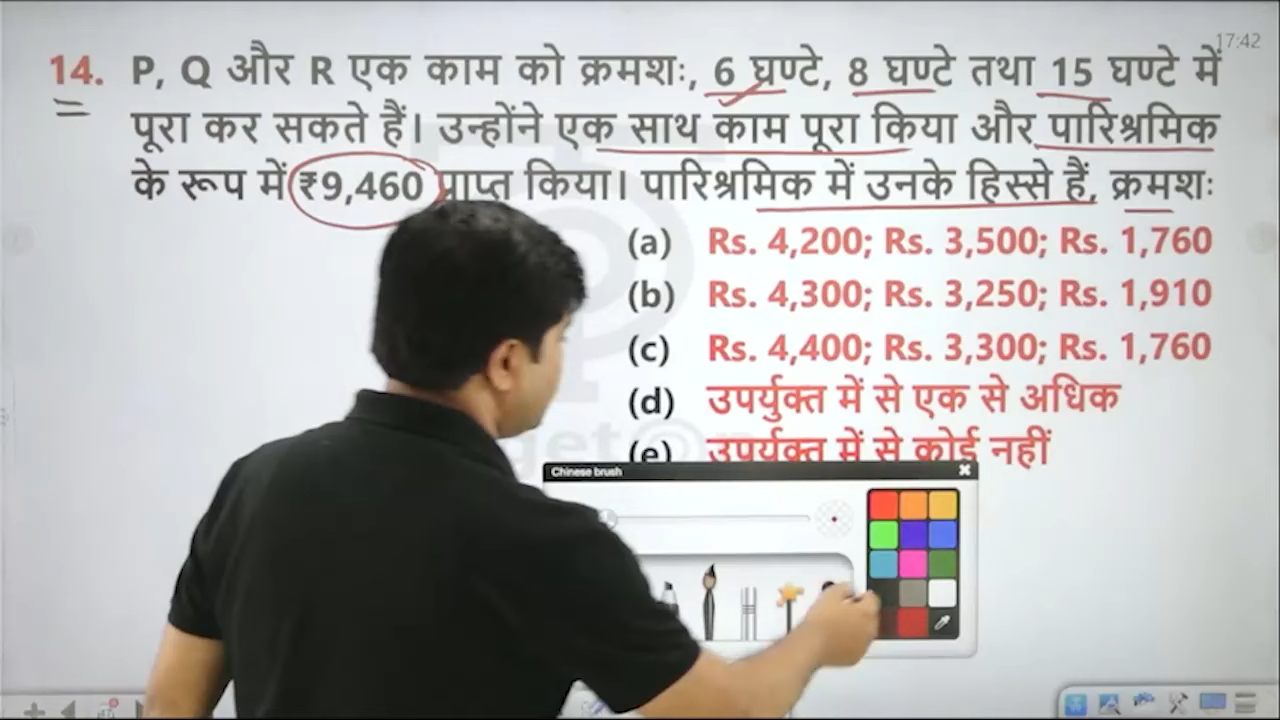 17:42
14. P, Q और R एक काम को क्रमशः, 6 घण्टे, 8 घण्टे तथा 15 घण्टे में
पूरा कर सकते हैं। उन्होंने एक साथ काम पूरा किया और पारिश्रमिक
के रूप में ₹9,460 प्राप्त किया। पारिश्रमिक में उनके हिस्से हैं, क्रमशः
(a) Rs. 4,200; Rs. 3,500; Rs. 1,760
(b) Rs. 4,300; Rs. 3,250; Rs. 1,910
(c) Rs. 4,400; Rs. 3,300; Rs. 1,760
(d) उपर्युक्त में से एक से अधिक
(e) उपर्युक्त में से कोई नहीं
Chinese brush